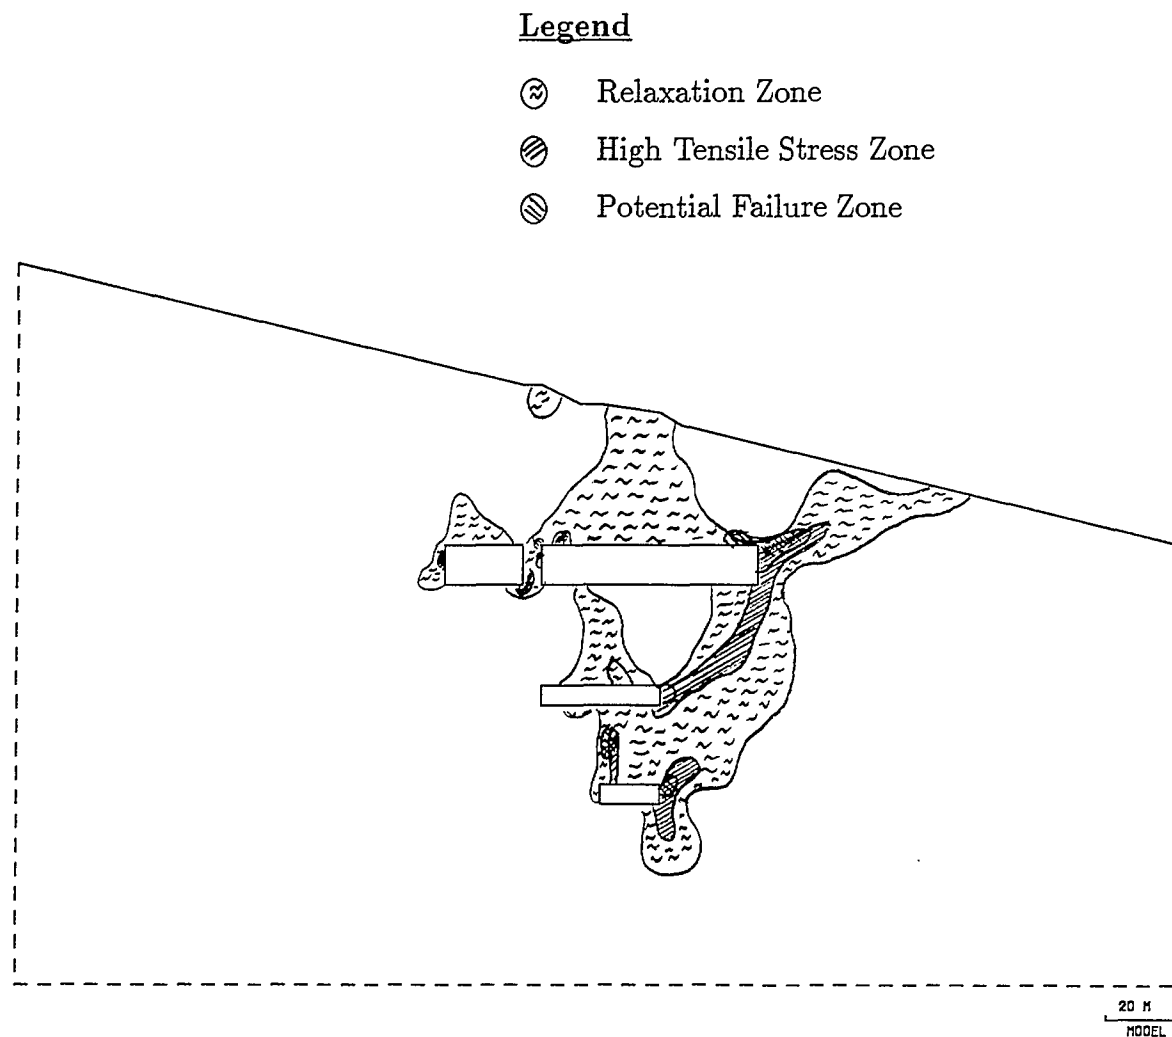 Legend
Relaxation Zone
High Tensile Stress Zone
Potential Failure Zone
20 M
MODEL